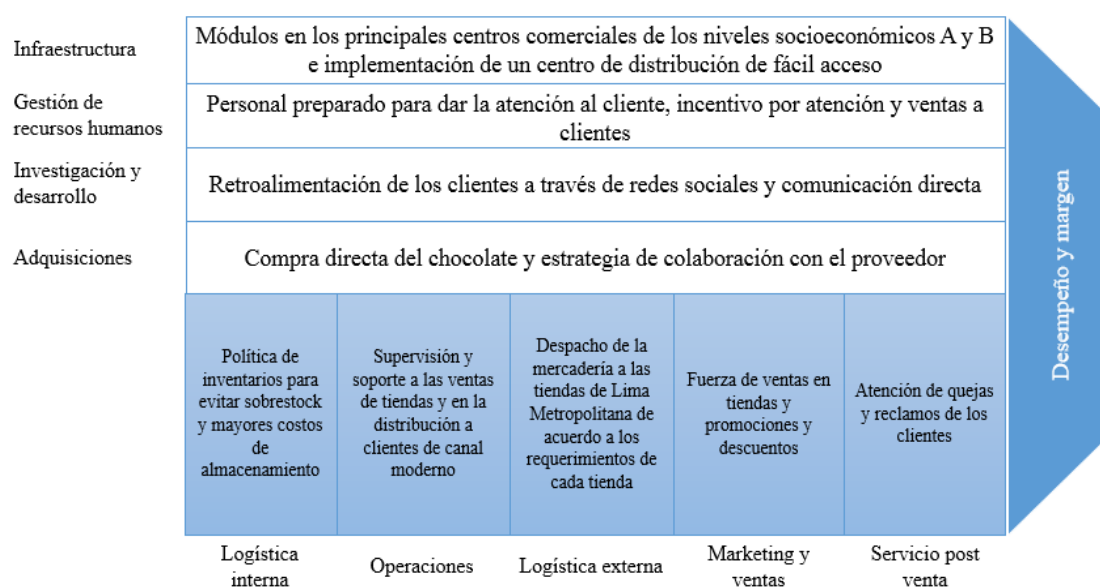 Infraestructura
Módulos en los principales centros comerciales de los niveles socioeconómicos A y B
e implementación de un centro de distribución de fácil acceso
Gestión de
recursos humanos
Personal preparado para dar la atención al cliente, incentivo por atención y ventas a
clientes
Investigación y
desarrollo
Retroalimentación de los clientes a través de redes sociales y comunicación directa
Adquisiciones
Compra directa del chocolate y estrategia de colaboración con el proveedor
Política de
inventarios para
evitar sobrestock
y mayores costos
de
almacenamiento
Supervisión y
soporte a las ventas
de tiendas y en la
distribución a
clientes de canal
moderno
Despacho de la
mercadería a las
tiendas de Lima
Metropolitana de
acuerdo a los
requerimientos de
cada tienda
Fuerza de ventas en
tiendas y
promociones y
descuentos
Atención de quejas
y reclamos de los
clientes
Logística
interna
Operaciones
Logística externa
Marketing y
ventas
Servicio post
venta
Desempeño y margen